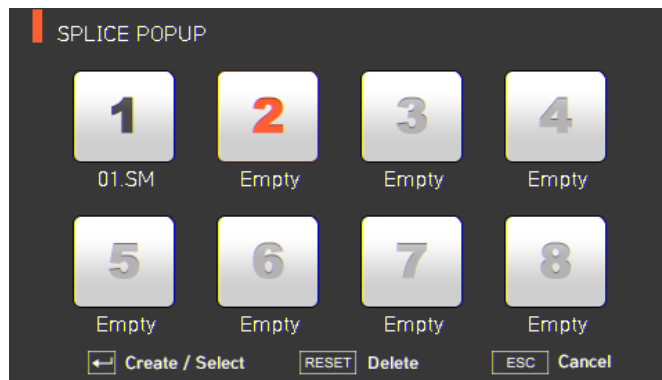 SPLICE POPUP
1 2 3 4
01.SM Empty Empty Empty
5 6 7 8
Empty Empty Empty Empty
Create / Select RESET Delete ESC Cancel